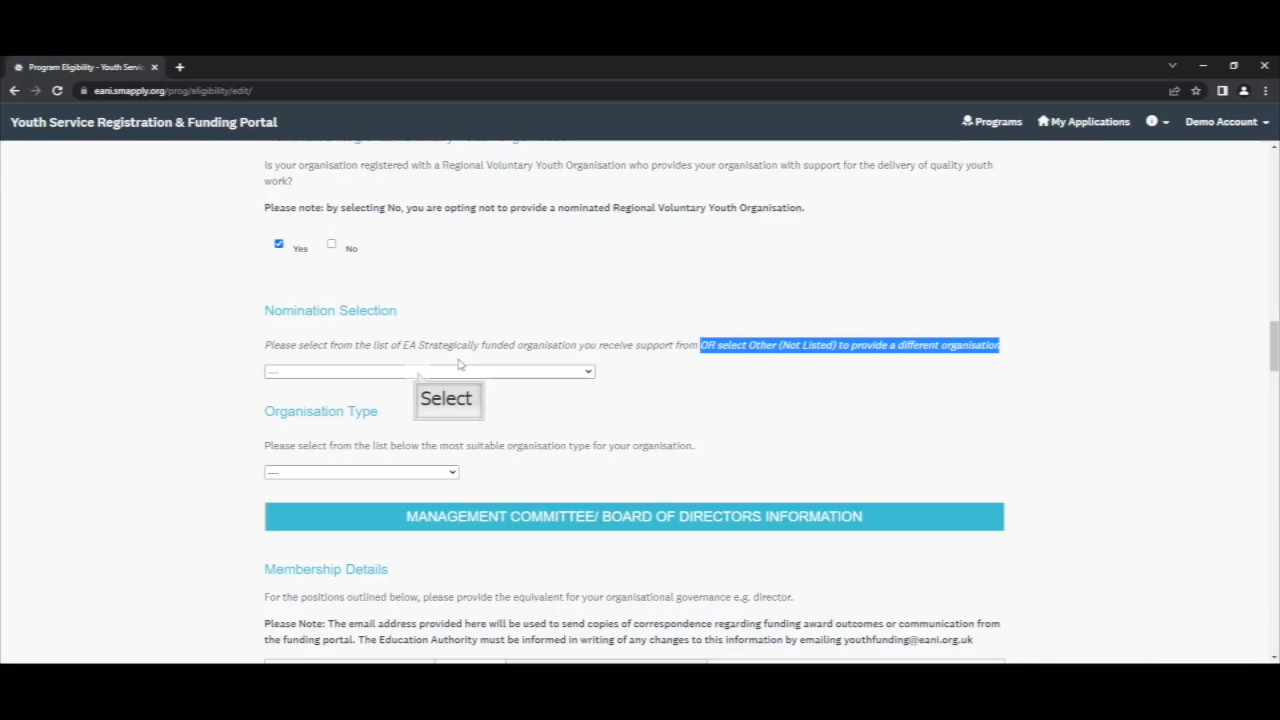 Program Eligibility - Youth Servi
eani.smapply.org/prog/eligibility/edit/
Youth Service Registration & Funding Portal
Programs
My Applications
Demo Account
Is your organisation registered with a Regional Voluntary Youth Organisation who provides your organisation with support for the delivery of quality youth
work?
Please note: by selecting No, you are opting not to provide a nominated Regional Voluntary Youth Organisation.
Yes
No
Nomination Selection
Please select from the list of EA Strategically funded organisation you receive support from OR select Other (Not Listed) to provide a different organisation
---
Select
Organisation Type
Please select from the list below the most suitable organisation type for your organisation.
---
MANAGEMENT COMMITTEE/ BOARD OF DIRECTORS INFORMATION
Membership Details
For the positions outlined below, please provide the equivalent for your organisational governance e.g. director.
Please Note: The email address provided here will be used to send copies of correspondence regarding funding award outcomes or communication from
the funding portal. The Education Authority must be informed in writing of any changes to this information by emailing youthfunding@eani.org.uk